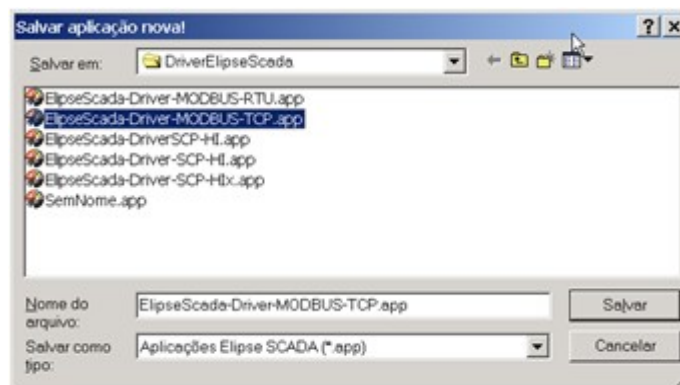 Salvar aplicação nova!
Salvar em: DriverElipseScada
ElipseScada-Driver-MODBUS-RTU.app
ElipseScada-Driver-MODBUS-TCP.app
ElipseScada-DriverSCP-HI.app
ElipseScada-Driver-SCP-HI.app
ElipseScada-Driver-SCP-HIx.app
SemNome.app
Nome do arquivo: ElipseScada-Driver-MODBUS-TCP.app Salvar
Salvar como tipo: Aplicações Elipse SCADA (*.app) Cancelar